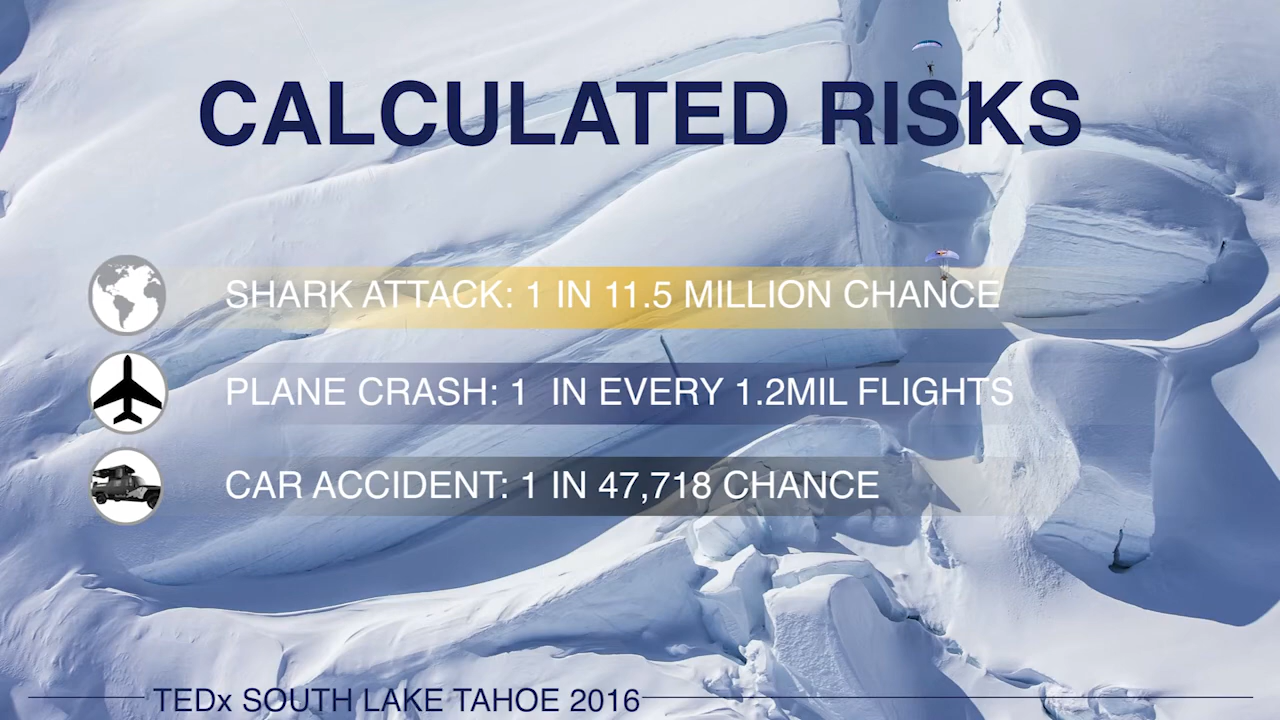 CALCULATED RISKS
SHARK ATTACK: 1 IN 11.5 MILLION CHANCE
PLANE CRASH: 1  IN EVERY 1.2MIL FLIGHTS
CAR ACCIDENT: 1 IN 47,718 CHANCE
TEDx SOUTH LAKE TAHOE 2016